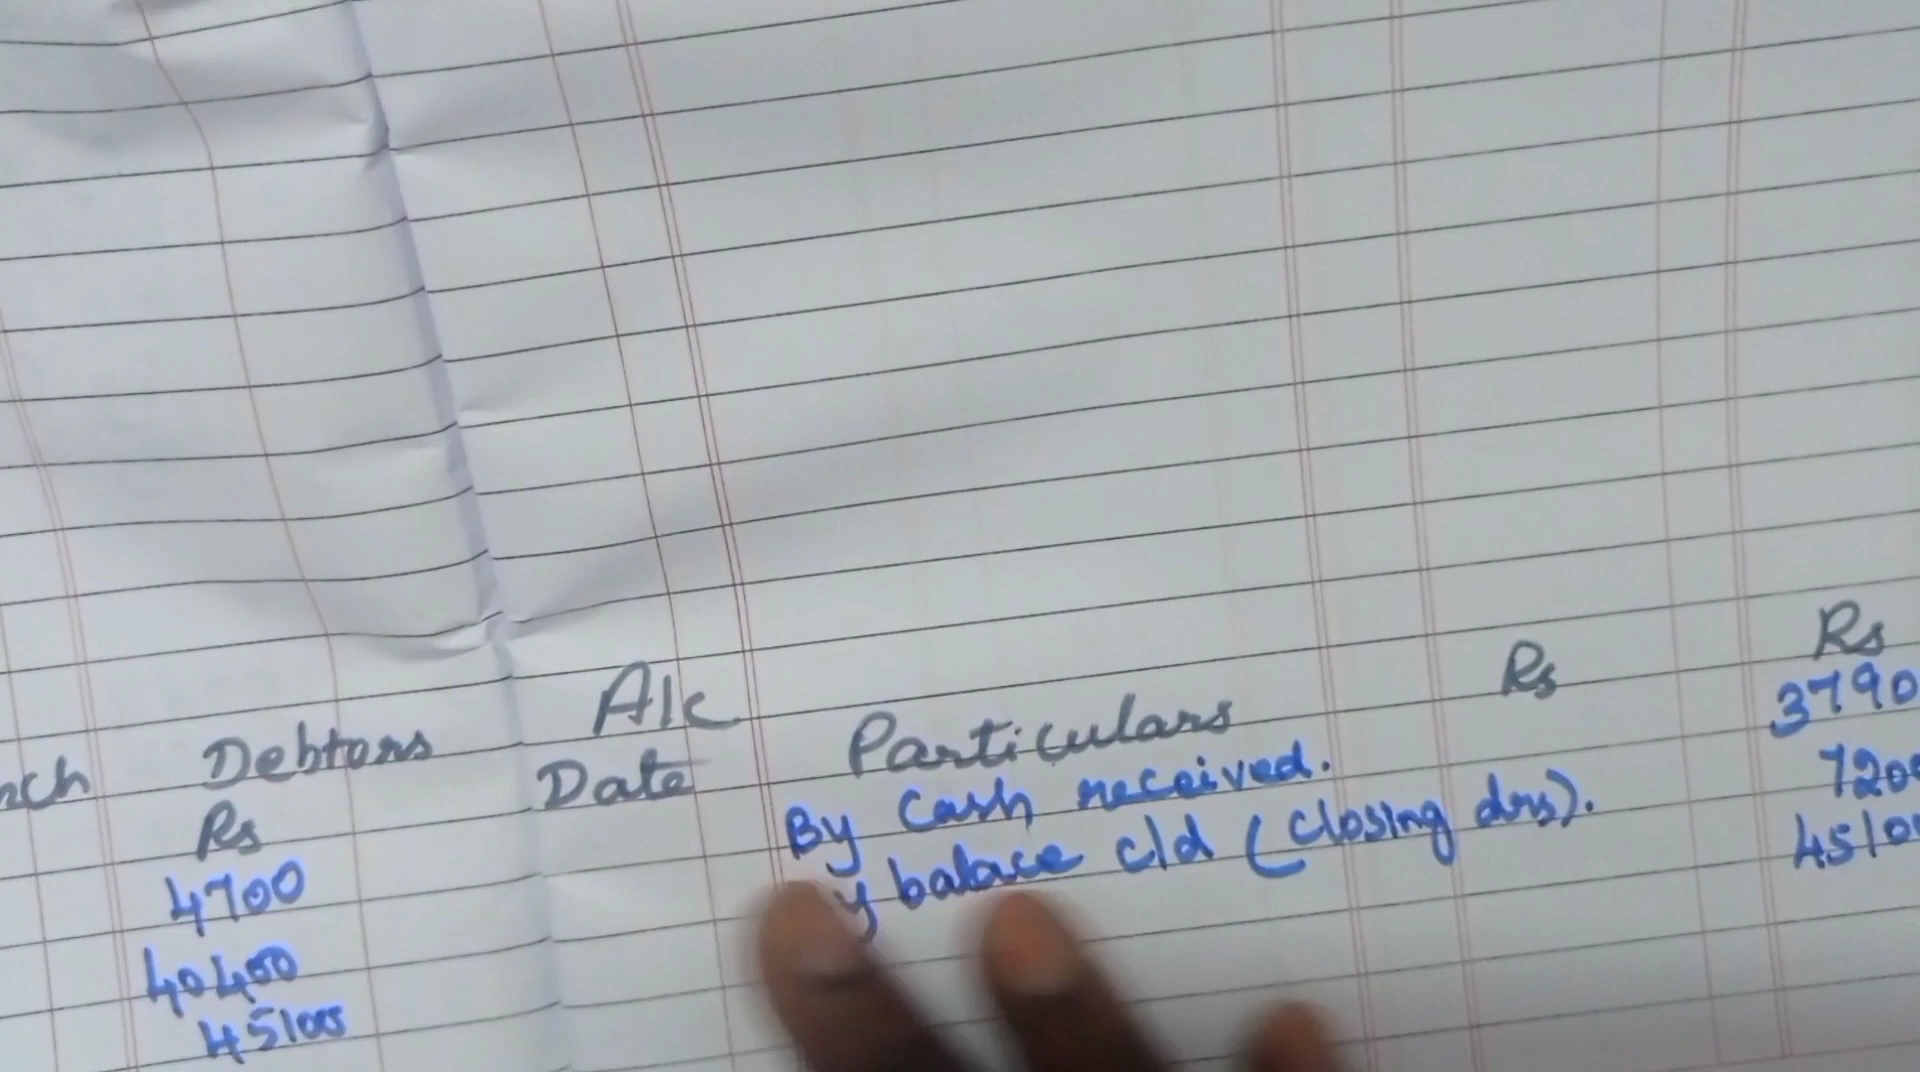 Debtors A/c
Date Particulars Rs Rs
Rs
By Cash received. 3790
4700
y balace c/d (closing drs). 720
40400
4510
45100